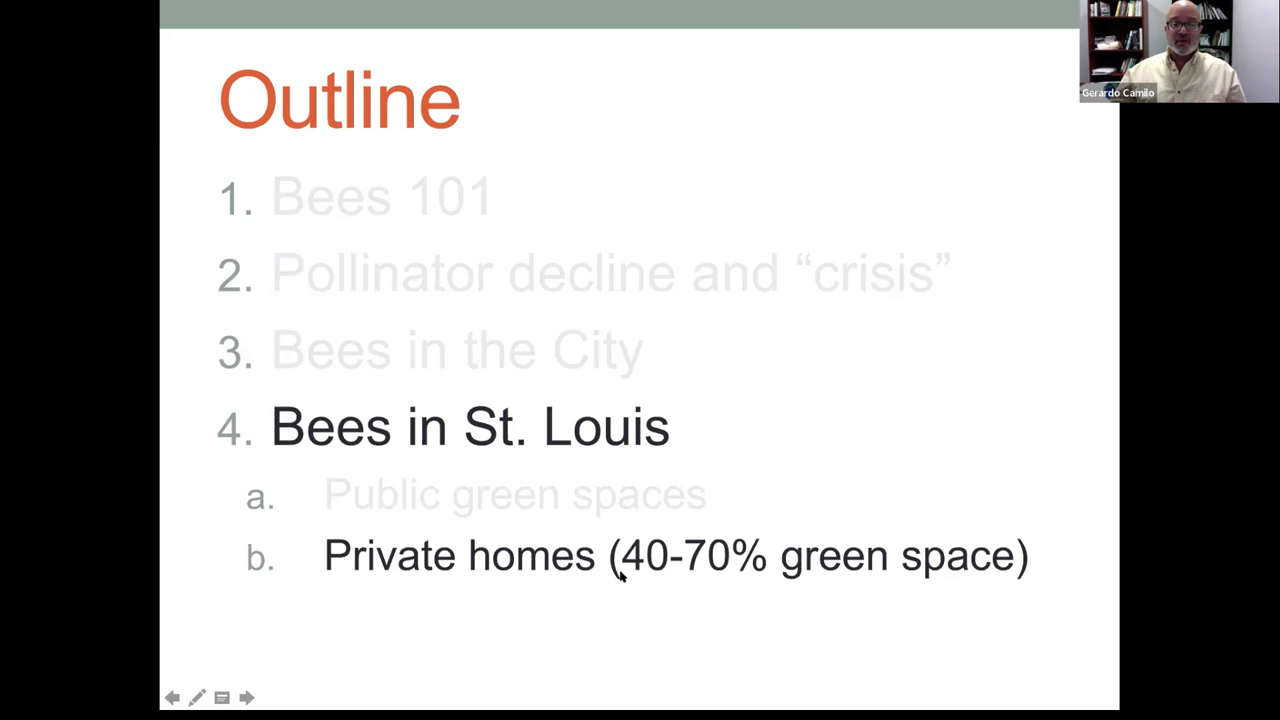 Outline
1. Bees 101
2. Pollinator decline and “crisis”
3. Bees in the City
4. Bees in St. Louis
a. Public green spaces
b. Private homes (40-70% green space)
Gerardo Camilo